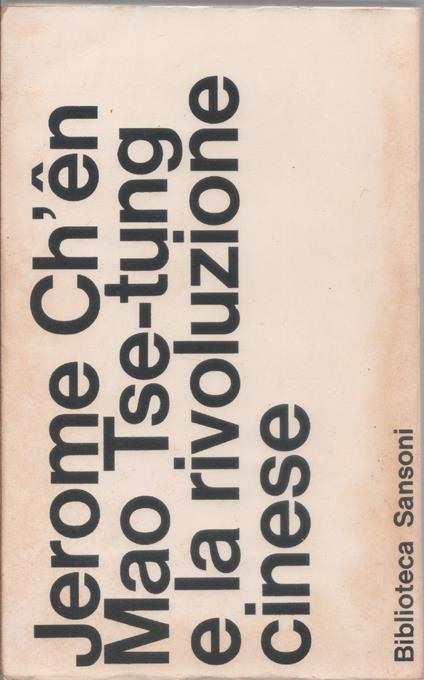 Jerome Ch'ên
Mao Tse-tung
e la rivoluzione
cinese
Biblioteca Sansoni